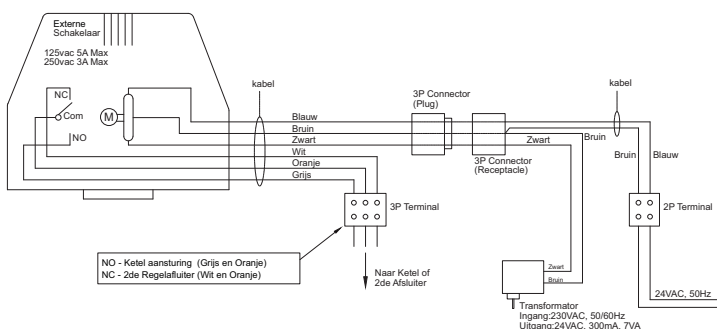 Externe
Schakelaar
125vac 5A Max
250vac 3A Max
NC
Com
NO
M
kabel
Blauw
Bruin
Zwart
Wit
Oranje
Grijs
3P Connector
(Plug)
3P Connector
(Receptacle)
kabel
Zwart
Bruin
Bruin
Blauw
3P Terminal
2P Terminal
NO - Ketel aansturing (Grijs en Oranje)
NC - 2de Regelafluiter (Wit en Oranje)
Naar Ketel of
2de Afsluiter
Zwart
Bruin
24VAC, 50Hz
Transformator
Ingang:230VAC, 50/60Hz
Uitgang:24VAC, 300mA, 7VA